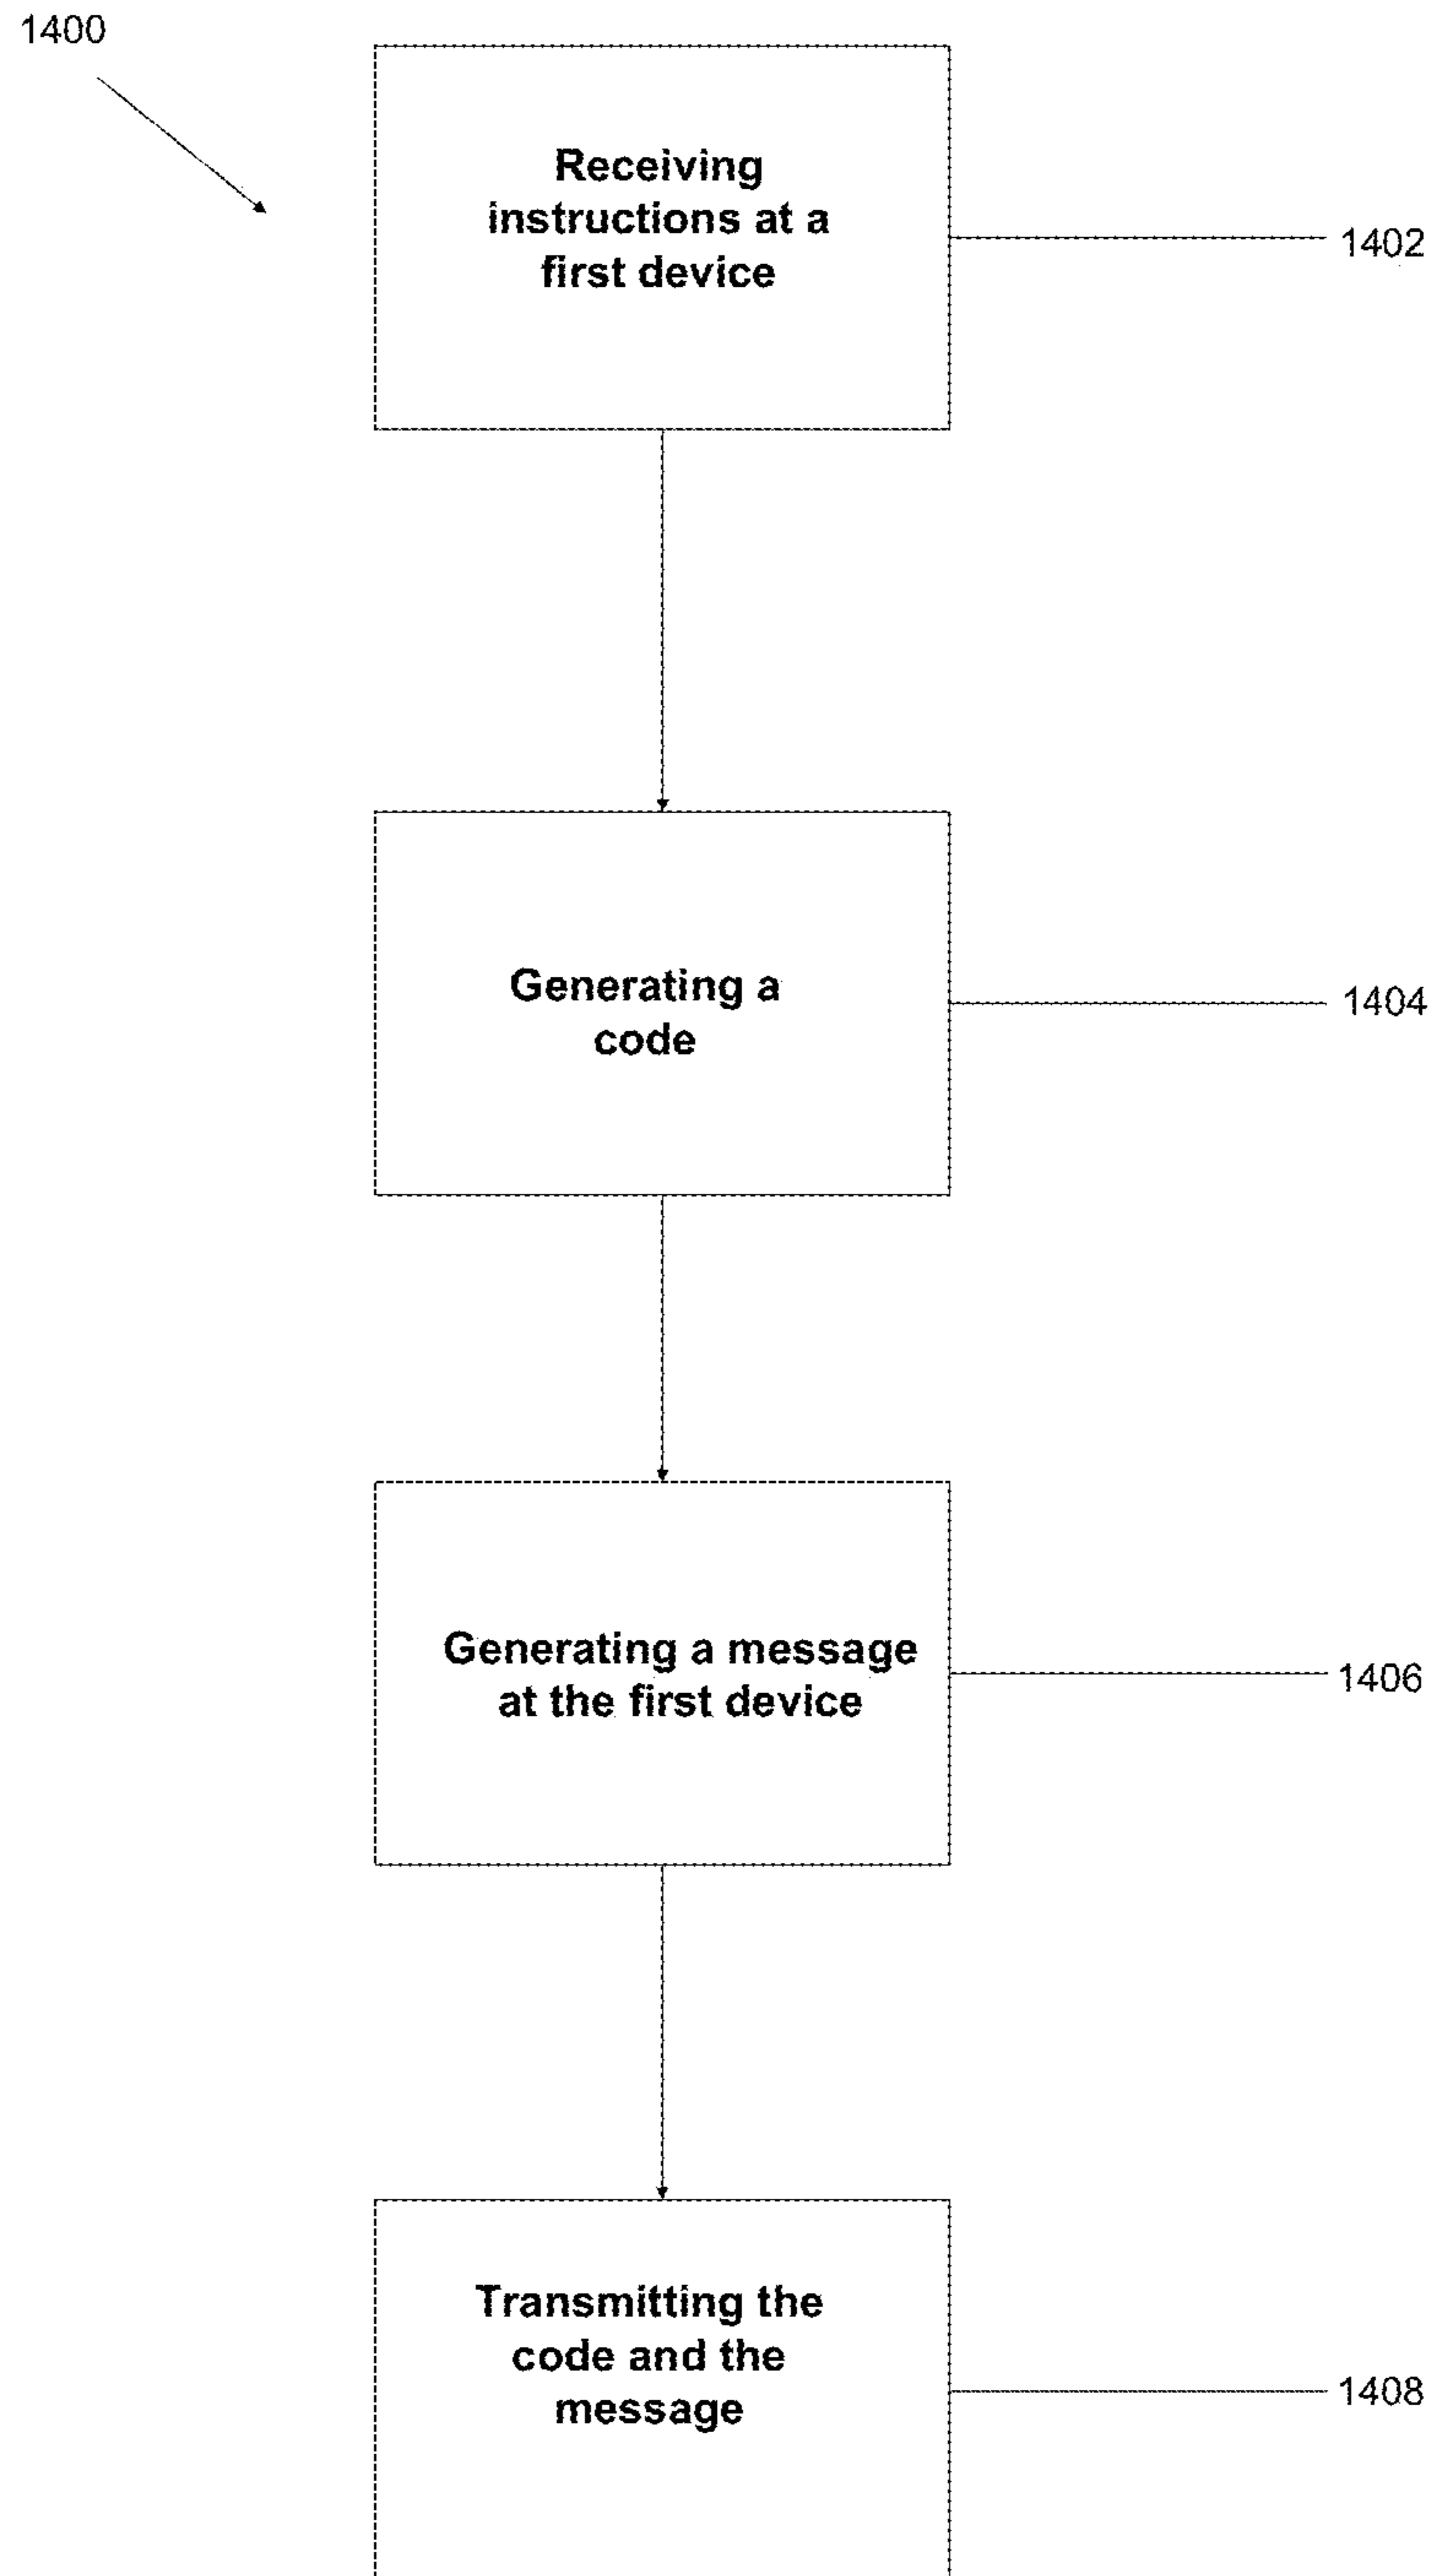 1400
Receiving
instructions at a
first device
1402
Generating a
code
1404
Generating a message
at the first device
1406
Transmitting the
code and the
message
1408